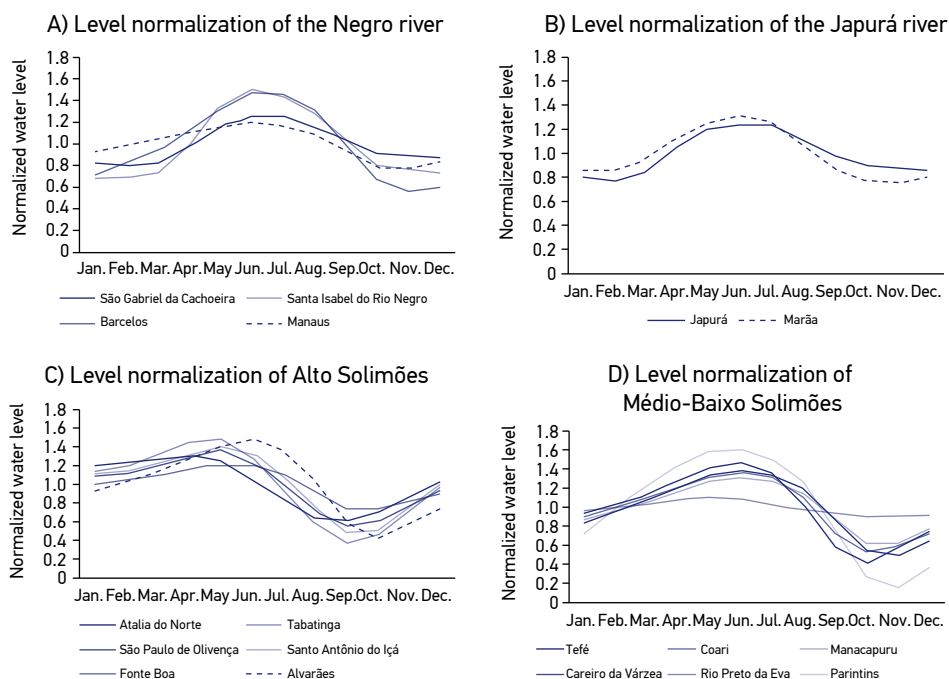 A) Level normalization of the Negro river
Normalized water level
1.8
1.6
1.4
1.2
1.0
0.8
0.6
0.4
0.2
0
Jan. Feb. Mar. Apr. May Jun. Jul. Aug. Sep. Oct. Nov. Dec.
São Gabriel da Cachoeira
Santa Isabel do Rio Negro
Barcelos
Manaus
B) Level normalization of the Japurá river
Normalized water level
1.8
1.6
1.4
1.2
1.0
0.8
0.6
0.4
0.2
0
Jan. Feb. Mar. Apr. May Jun. Jul. Aug. Sep. Oct. Nov. Dec.
Japurá
Marãa
C) Level normalization of Alto Solimões
Normalized water level
1.8
1.6
1.4
1.2
1.0
0.8
0.6
0.4
0.2
0
Jan. Feb. Mar. Apr. May Jun. Jul. Aug. Sep. Oct. Nov. Dec.
Atalia do Norte
Tabatinga
São Paulo de Olivença
Santo Antônio do Içá
Fonte Boa
Alvarães
D) Level normalization of
Médio-Baixo Solimões
Normalized water level
1.8
1.6
1.4
1.2
1.0
0.8
0.6
0.4
0.2
0
Jan. Feb. Mar. Apr. May Jun. Jul. Aug. Sep. Oct. Nov. Dec.
Tefé
Coari
Manacapuru
Careiro da Várzea
Rio Preto da Eva
Parintins